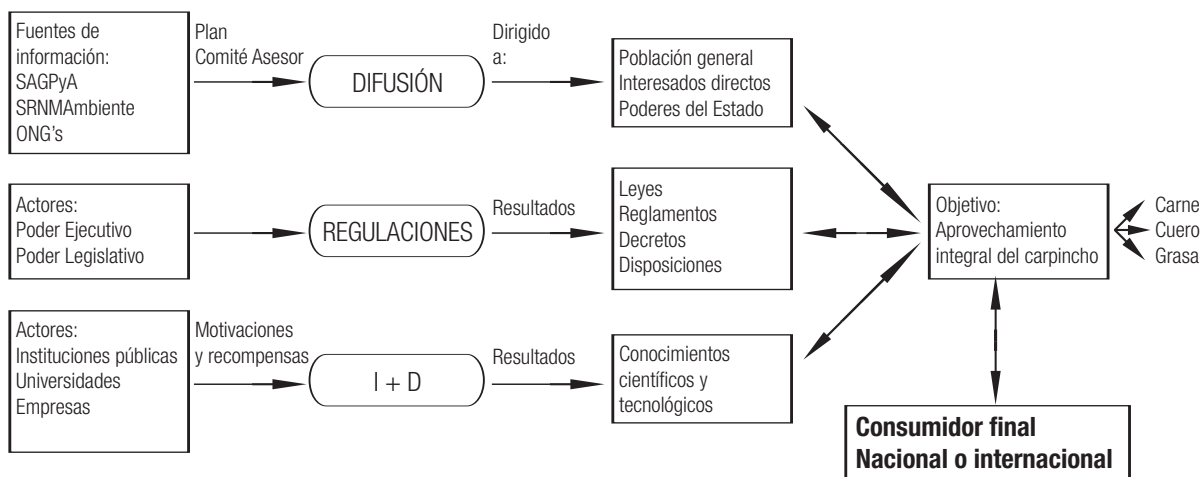 Fuentes de
información:
SAGPyA
SRNMAmbiente
ONG's
Plan
Comité Asesor
DIFUSIÓN
Dirigido
a:
Población general
Interesados directos
Poderes del Estado
Actores:
Poder Ejecutivo
Poder Legislativo
REGULACIONES
Resultados
Leyes
Reglamentos
Decretos
Disposiciones
Actores:
Instituciones públicas
Universidades
Empresas
Motivaciones
y recompensas
I + D
Resultados
Conocimientos
científicos y
tecnológicos
Objetivo:
Aprovechamiento
integral del carpincho
Carne
Cuero
Grasa
Consumidor final
Nacional o internacional